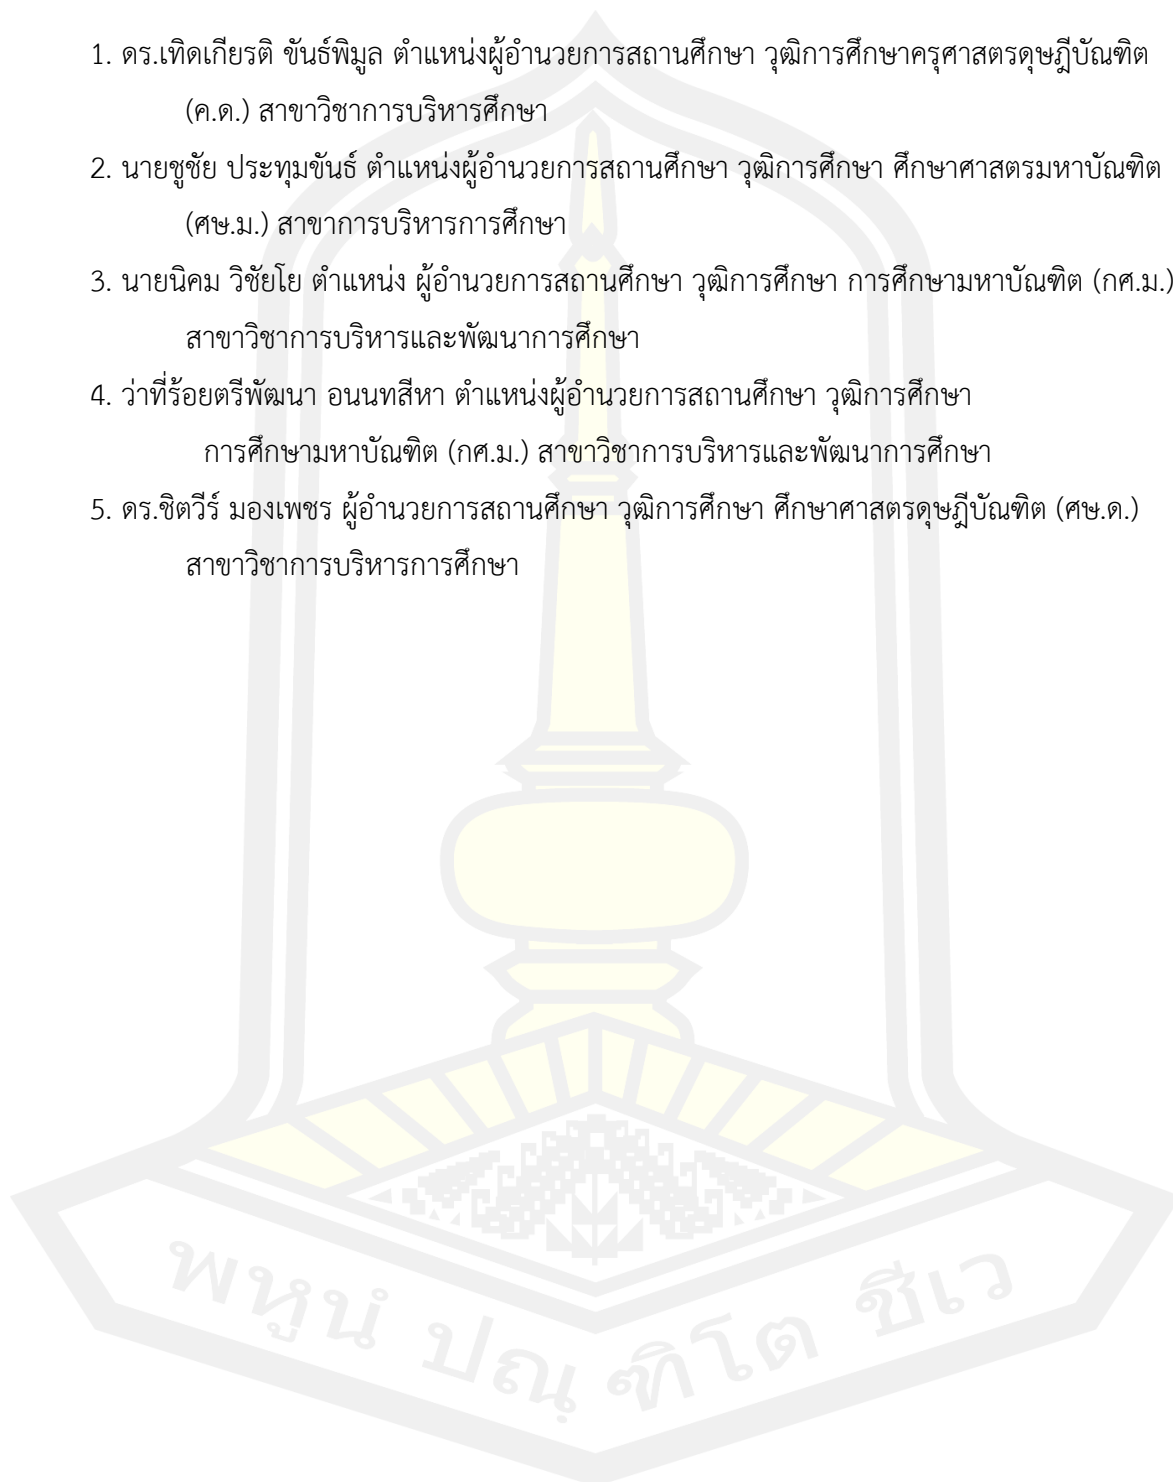 1. ดร.เทิดเกียรติ ขันธ์พิมูล ตำแหน่งผู้อำนวยการสถานศึกษา วุฒิการศึกษาครุศาสตรดุษฎีบัณฑิต
(ค.ด.) สาขาวิชาการบริหารศึกษา
2. นายชูชัย ประทุมขันธ์ ตำแหน่งผู้อำนวยการสถานศึกษา วุฒิการศึกษา ศึกษาศาสตรมหาบัณฑิต
(ศษ.ม.) สาขาการบริหารการศึกษา
3. นายนิคม วิชัยโย ตำแหน่ง ผู้อำนวยการสถานศึกษา วุฒิการศึกษา การศึกษามหาบัณฑิต (กศ.ม.)
สาขาวิชาการบริหารและพัฒนาการศึกษา
4. ว่าที่ร้อยตรีพัฒนา อนนทสีหา ตำแหน่งผู้อำนวยการสถานศึกษา วุฒิการศึกษา
การศึกษามหาบัณฑิต (กศ.ม.) สาขาวิชาการบริหารและพัฒนาการศึกษา
5. ดร.ชิตวีร์ มองเพชร ผู้อำนวยการสถานศึกษา วุฒิการศึกษา ศึกษาศาสตรดุษฎีบัณฑิต (ศษ.ด.)
สาขาวิชาการบริหารการศึกษา
พหูนํ ปณฺ ฑิโต ชีเว